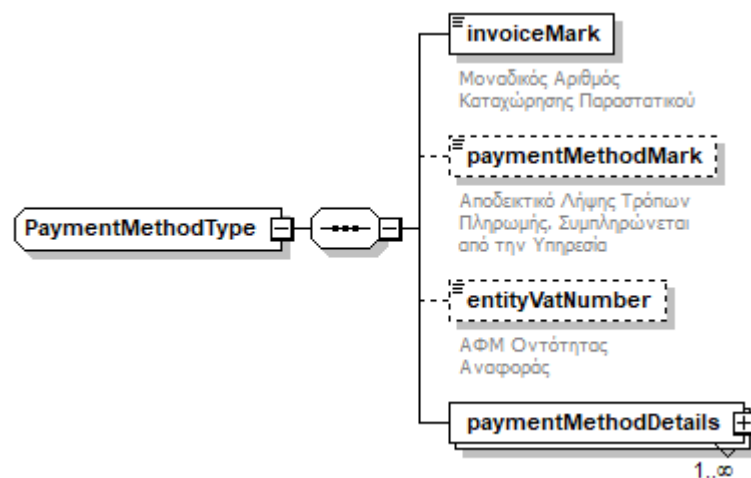 invoiceMark
Μοναδικός Αριθμός
Καταχώρησης Παραστατικού
paymentMethodMark
Αποδεικτικό Λήψης Τρόπων
Πληρωμής. Συμπληρώνεται
από την Υπηρεσία
PaymentMethodType
entityVatNumber
ΑΦΜ Οντότητας
Αναφοράς
paymentMethodDetails
1..∞